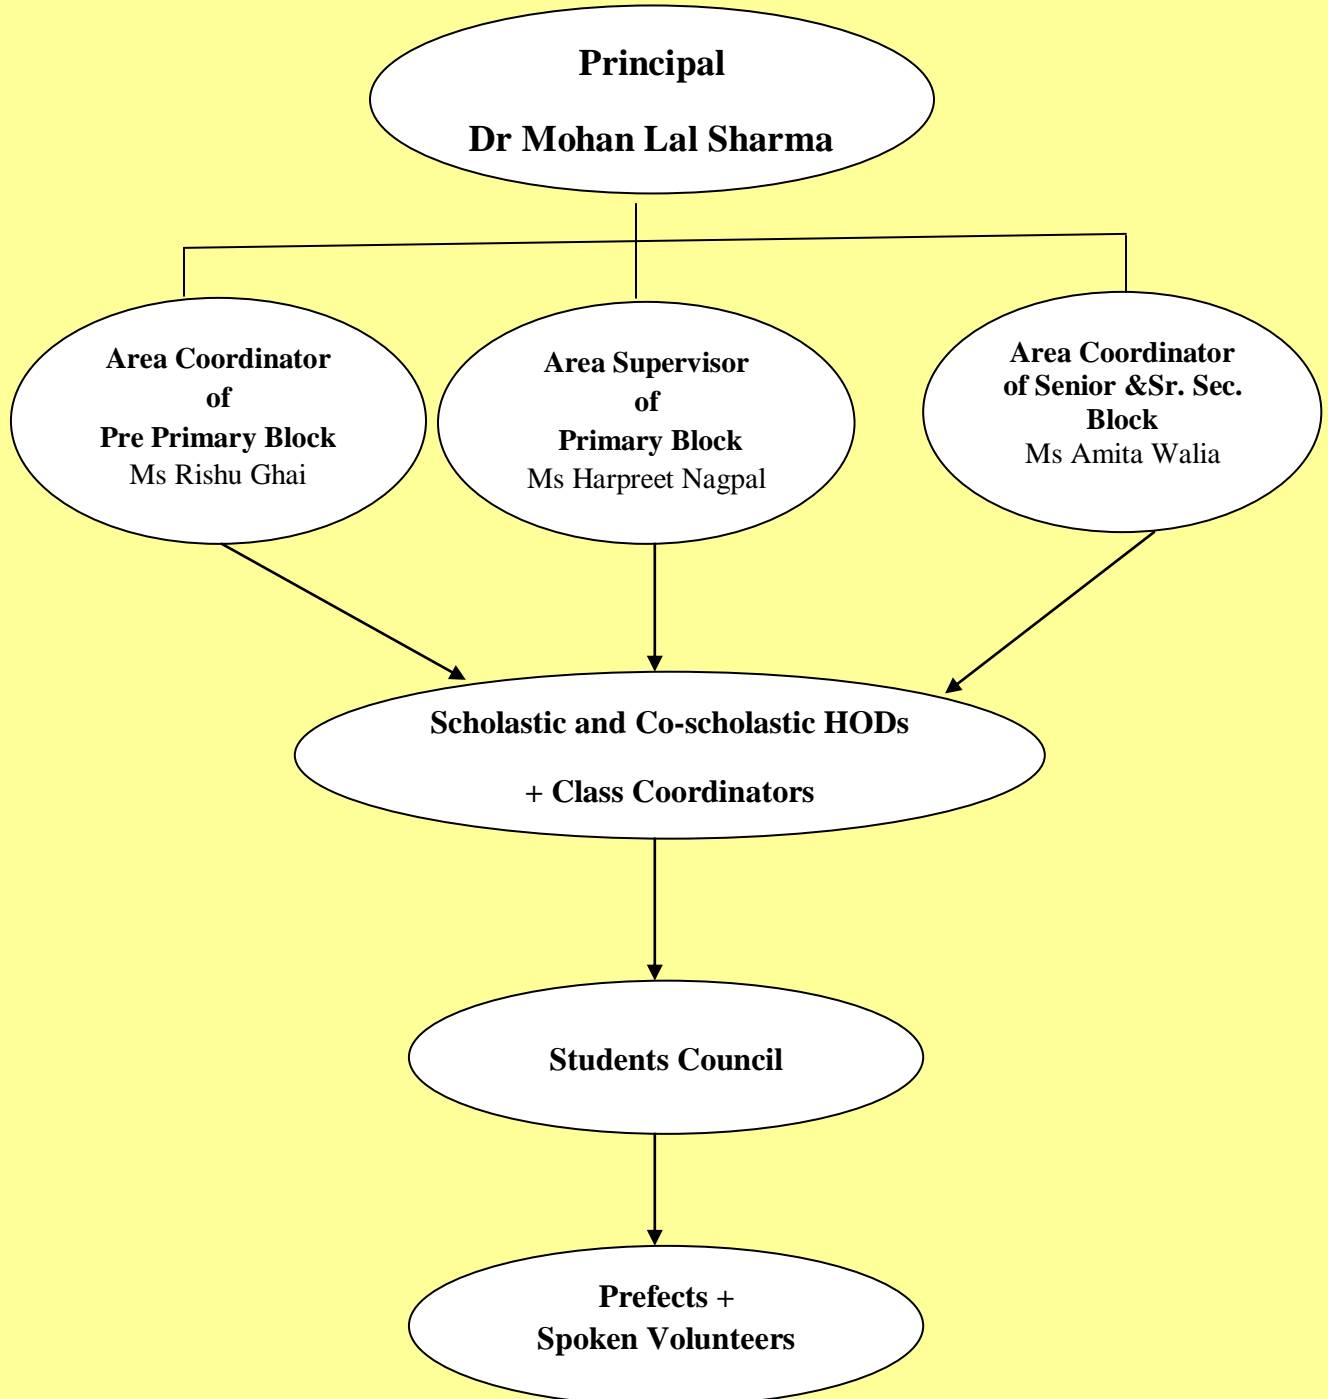 Principal
Dr Mohan Lal Sharma
Area Coordinator
of
Pre Primary Block
Ms Rishu Ghai
Area Supervisor
of
Primary Block
Ms Harpreet Nagpal
Area Coordinator
of Senior &Sr. Sec.
Block
Ms Amita Walia
Scholastic and Co-scholastic HODs
+ Class Coordinators
Students Council
Prefects +
Spoken Volunteers